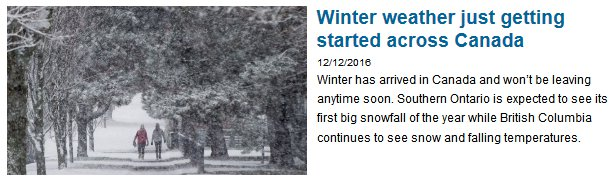 Winter weather just getting
started across Canada
12/12/2016
Winter has arrived in Canada and won't be leaving
anytime soon. Southern Ontario is expected to see its
first big snowfall of the year while British Columbia
continues to see snow and falling temperatures.